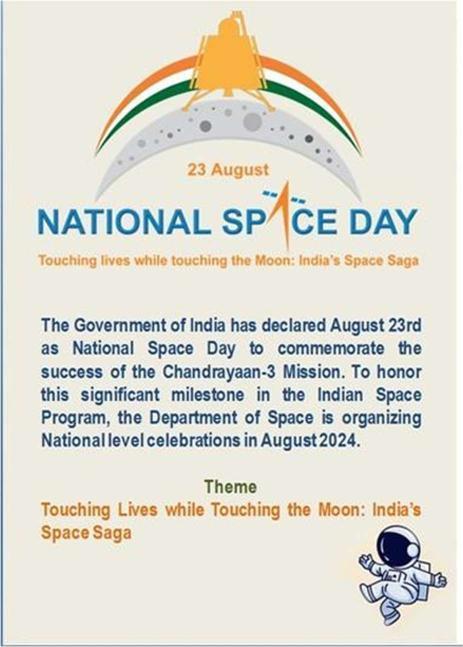 23 August
NATIONAL SPACE DAY
Touching lives while touching the Moon: India's Space Saga
The Government of India has declared August 23rd
as National Space Day to commemorate the
success of the Chandrayaan-3 Mission. To honor
this significant milestone in the Indian Space
Program, the Department of Space is organizing
National level celebrations in August 2024.
Theme
Touching Lives while Touching the Moon: India's
Space Saga